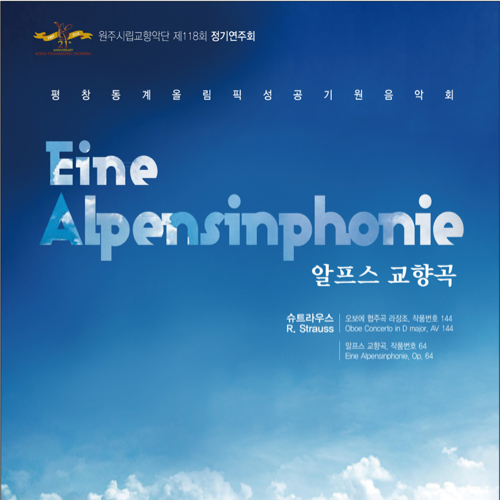 원주시립교향악단 제118회 정기연주회
평창동계올림픽성공기원음악회
Eine
Alpensinphonie
알프스 교향곡
슈트라우스
R. Strauss
오보에 협주곡 라장조, 작품번호 144
Oboe Concerto in D major, AV 144
알프스 교향곡, 작품번호 64
Eine Alpensinphonie, Op, 64